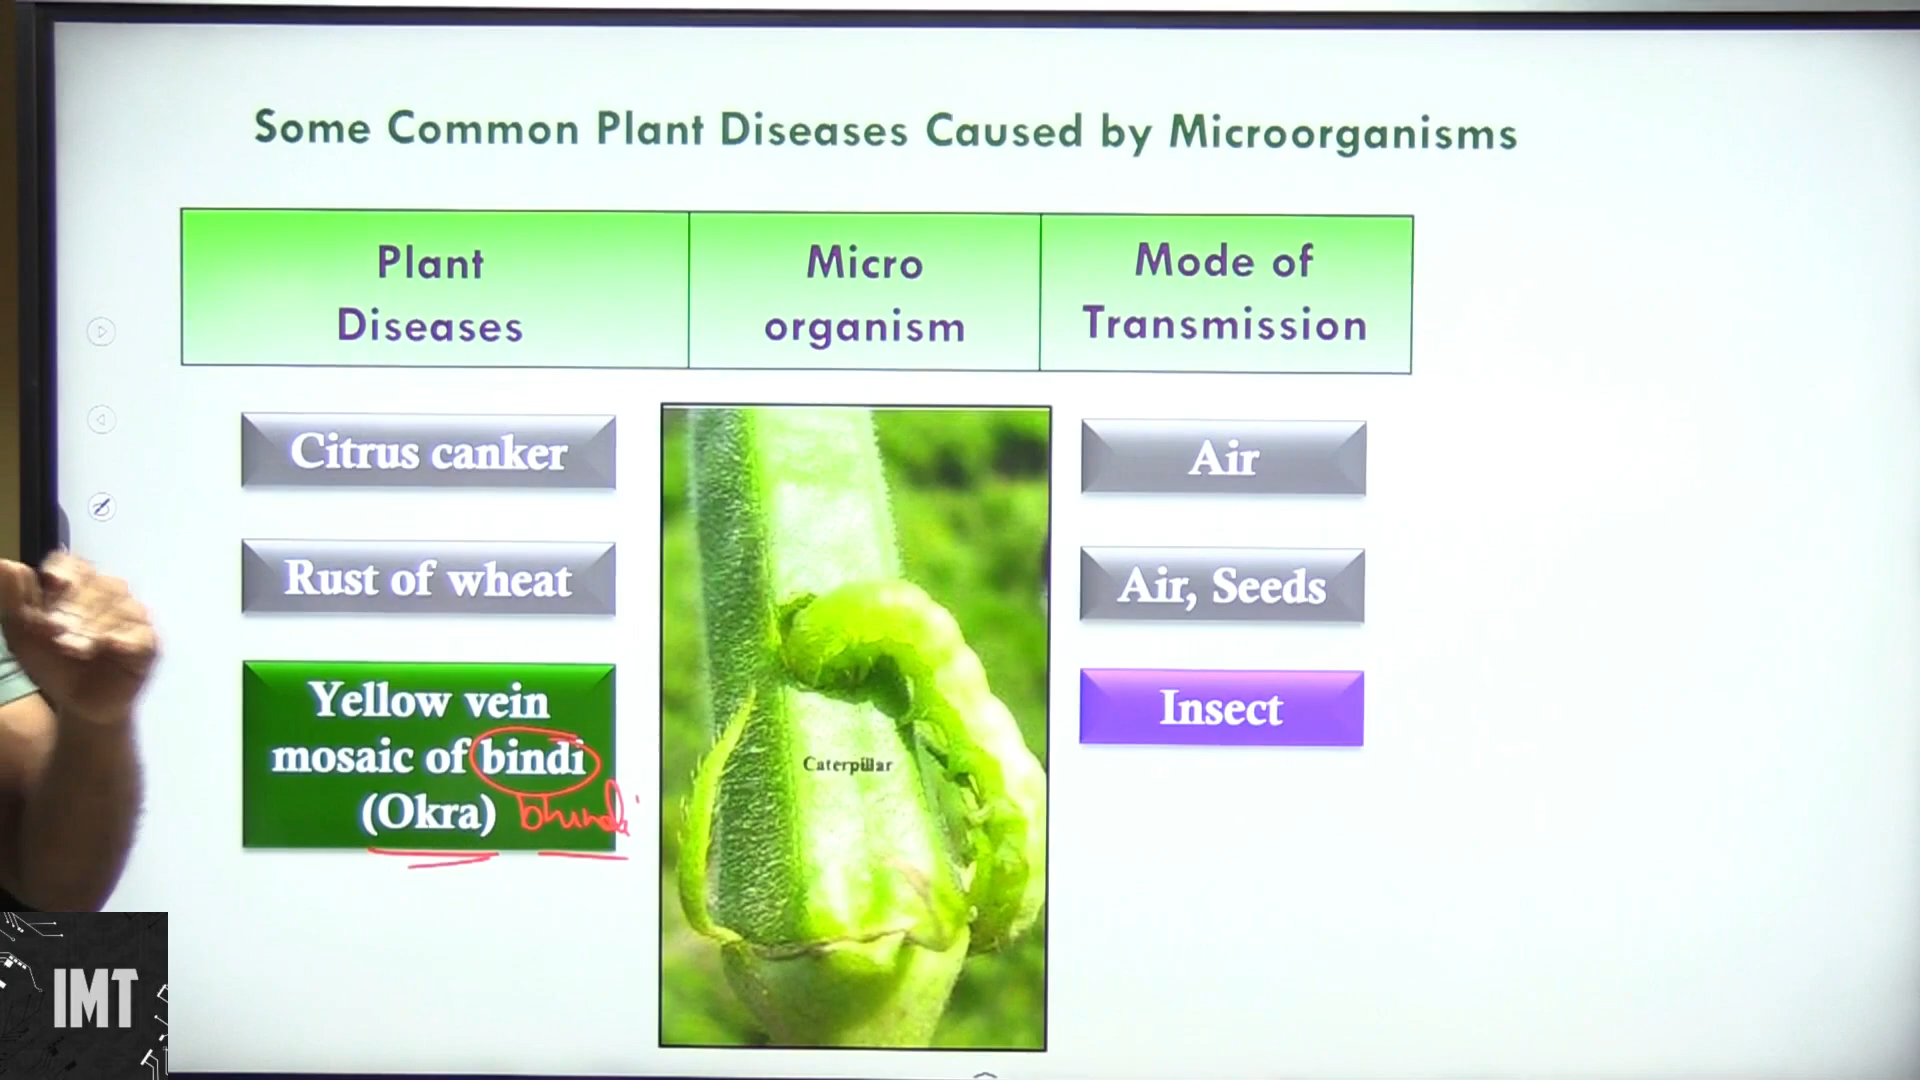 Some Common Plant Diseases Caused by Microorganisms
Plant
Diseases
Micro
organism
Mode of
Transmission
Citrus canker
Air
Rust of wheat
Air, Seeds
Yellow vein
mosaic of bindi
(Okra) bhindi
Insect
Caterpillar
IMT